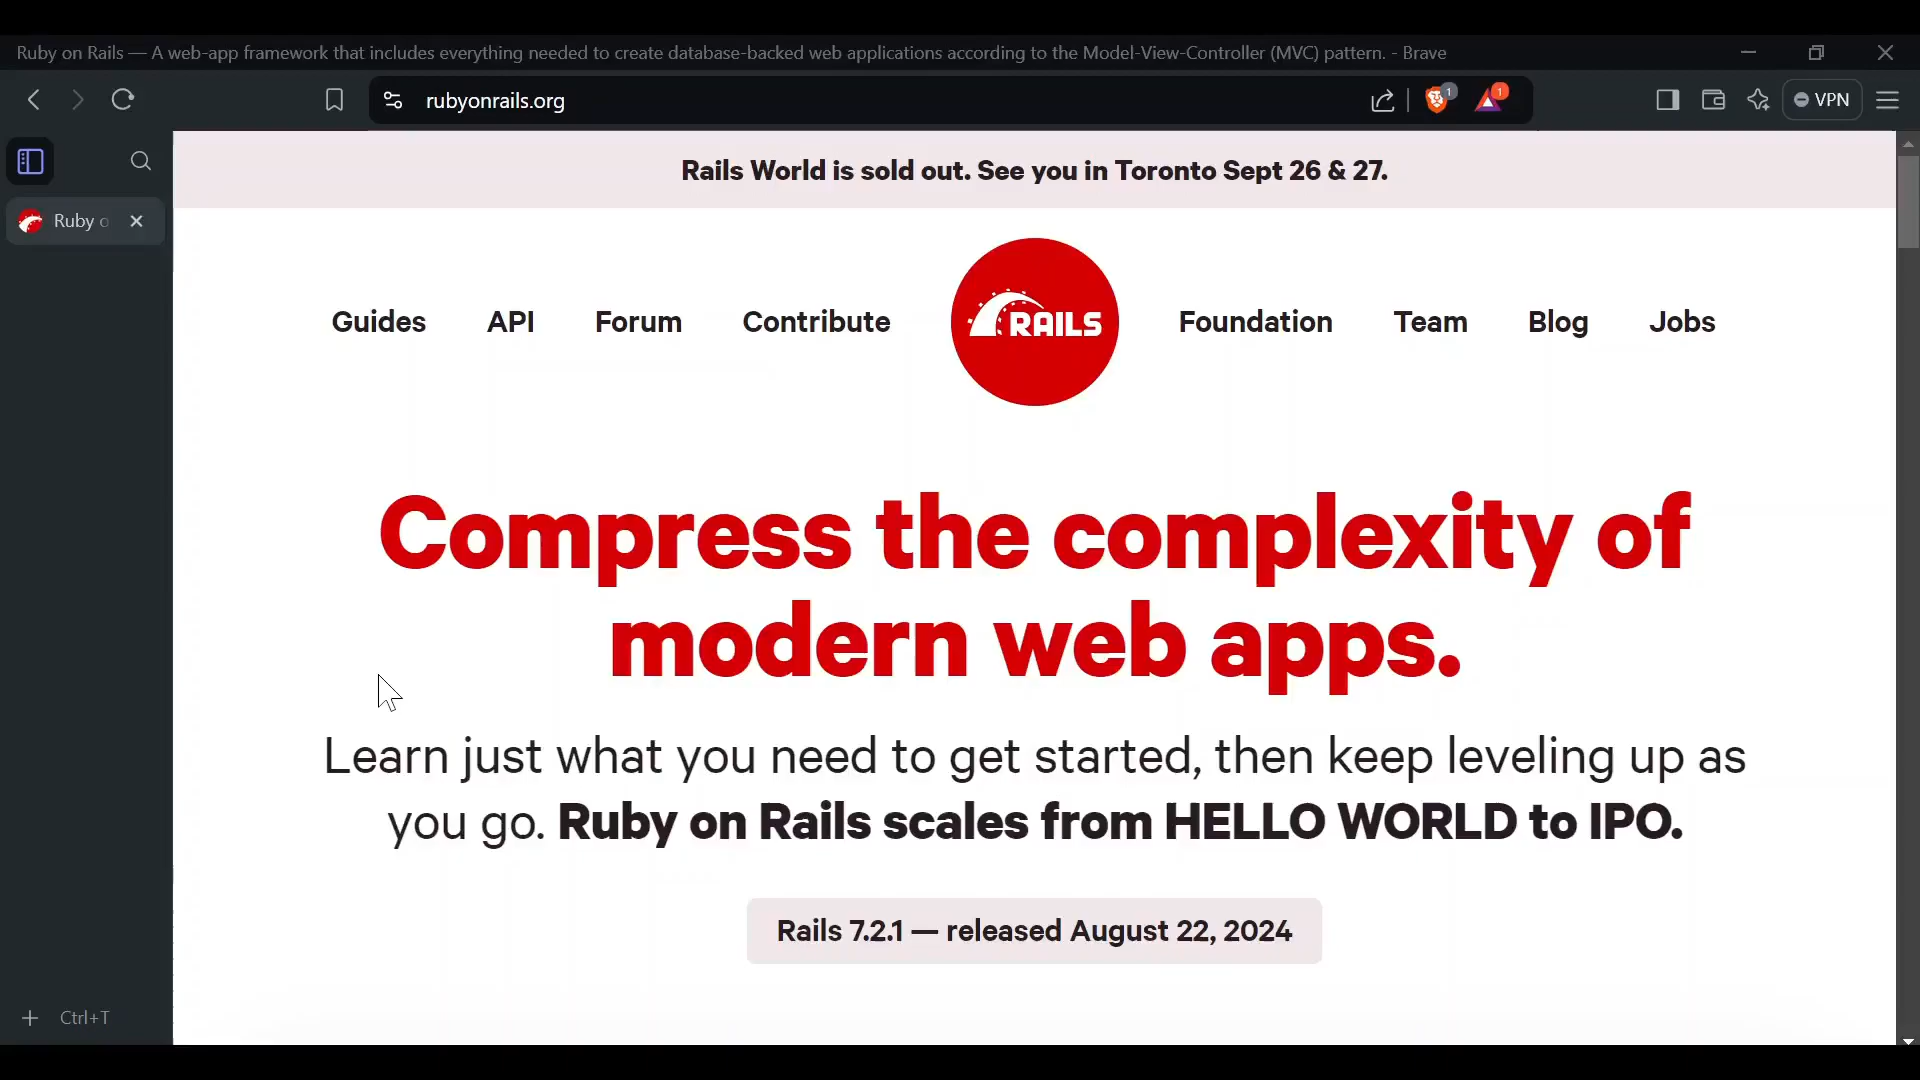 Ruby on Rails — A web-app framework that includes everything needed to create database-backed web applications according to the Model-View-Controller (MVC) pattern. - Brave
rubyonrails.org
1
1
VPN
Ruby o
Rails World is sold out. See you in Toronto Sept 26 & 27.
Guides API Forum Contribute RAILS Foundation Team Blog Jobs
Compress the complexity of
modern web apps.
Learn just what you need to get started, then keep leveling up as
you go. Ruby on Rails scales from HELLO WORLD to IPO.
Rails 7.2.1 — released August 22, 2024
Ctrl+T